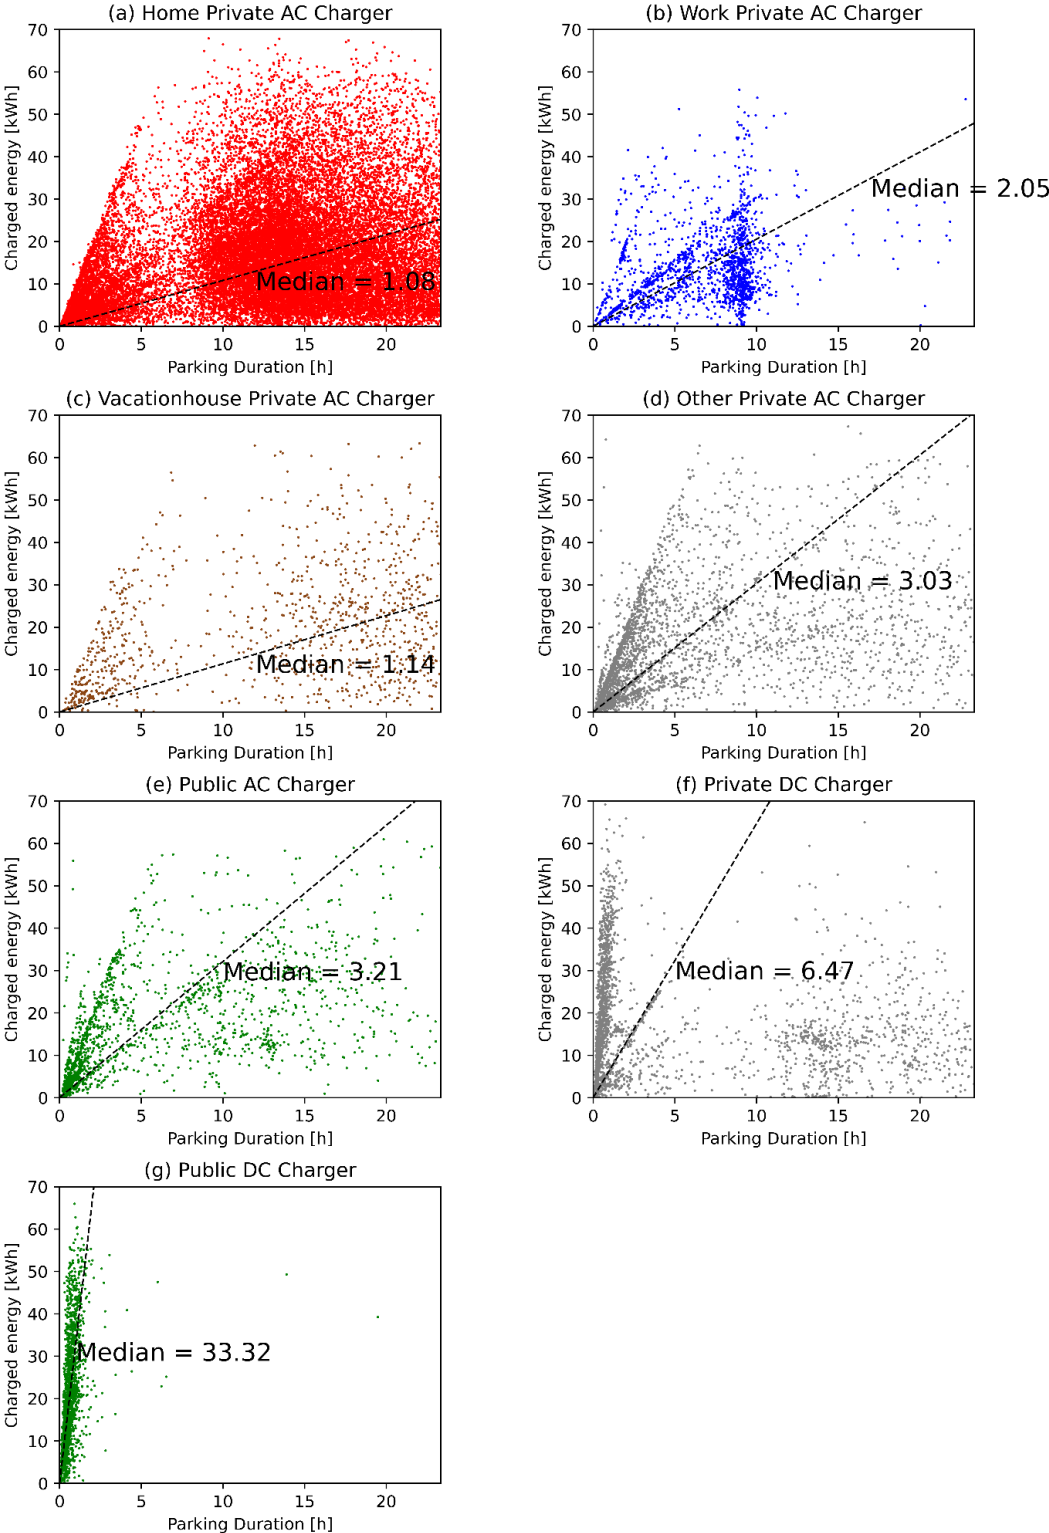 (a) Home Private AC Charger
Charged energy [kWh]
70
60
50
40
30
20
10
0
Median = 1.08
0 5 10 15 20
Parking Duration [h]
(b) Work Private AC Charger
Charged energy [kWh]
70
60
50
40
30
20
10
0
Median = 2.05
0 5 10 15 20
Parking Duration [h]
(c) Vacationhouse Private AC Charger
Charged energy [kWh]
70
60
50
40
30
20
10
0
Median = 1.14
0 5 10 15 20
Parking Duration [h]
(d) Other Private AC Charger
Charged energy [kWh]
70
60
50
40
30
20
10
0
Median = 3.03
0 5 10 15 20
Parking Duration [h]
(e) Public AC Charger
Charged energy [kWh]
70
60
50
40
30
20
10
0
Median = 3.21
0 5 10 15 20
Parking Duration [h]
(f) Private DC Charger
Charged energy [kWh]
70
60
50
40
30
20
10
0
Median = 6.47
0 5 10 15 20
Parking Duration [h]
(g) Public DC Charger
Charged energy [kWh]
70
60
50
40
30
20
10
0
Median = 33.32
0 5 10 15 20
Parking Duration [h]